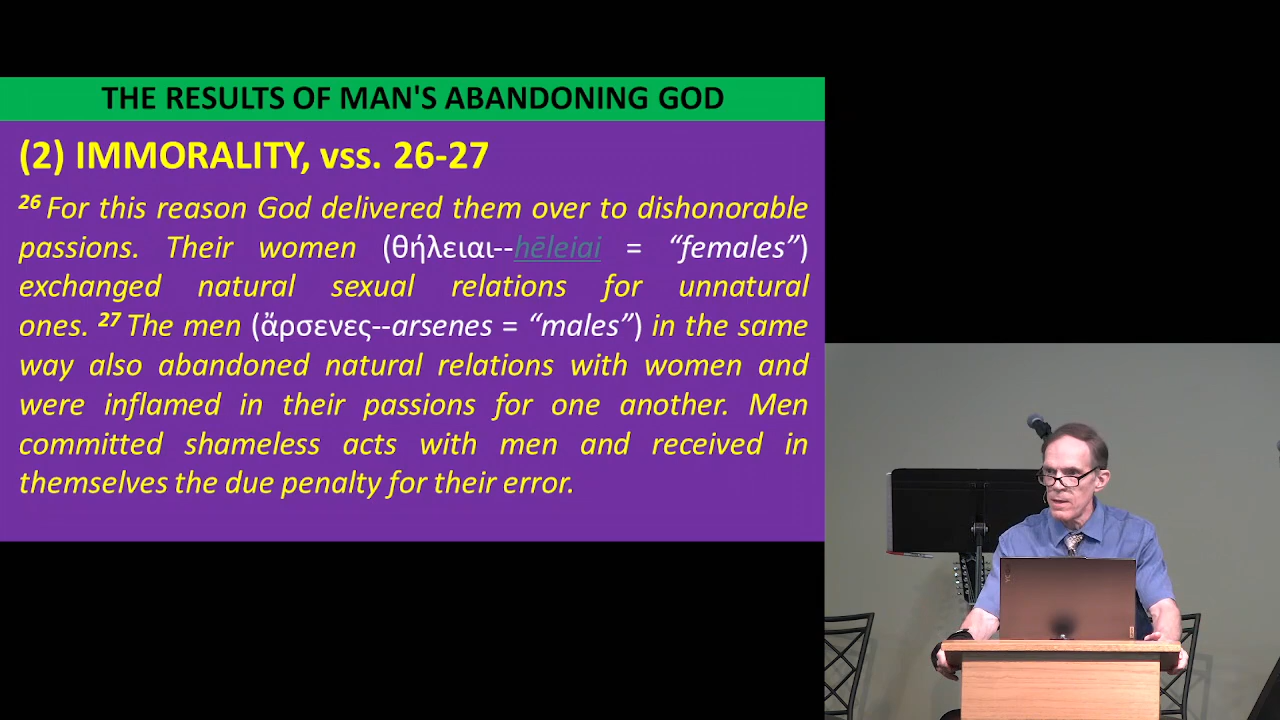 THE RESULTS OF MAN'S ABANDONING GOD
(2) IMMORALITY, vss. 26-27
26 For this reason God delivered them over to dishonorable
passions. Their women (θήλειαι--hēleiai = “females”)
exchanged natural sexual relations for unnatural
ones. 27 The men (ἄρσενες--arsenes = “males”) in the same
way also abandoned natural relations with women and
were inflamed in their passions for one another. Men
committed shameless acts with men and received in
themselves the due penalty for their error.